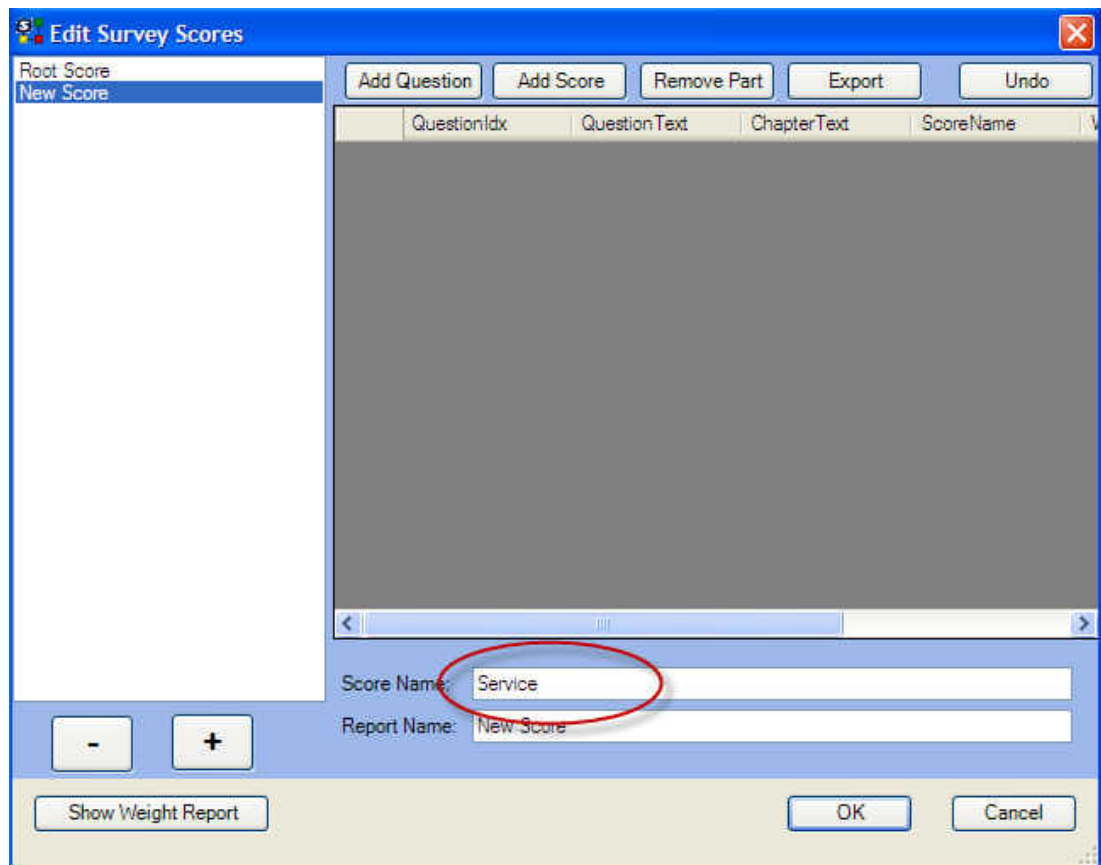 Edit Survey Scores
Root Score
New Score
Add Question Add Score Remove Part Export Undo
QuestionIdx QuestionText ChapterText ScoreName
Score Name: Service
Report Name: New Score
- +
Show Weight Report OK Cancel